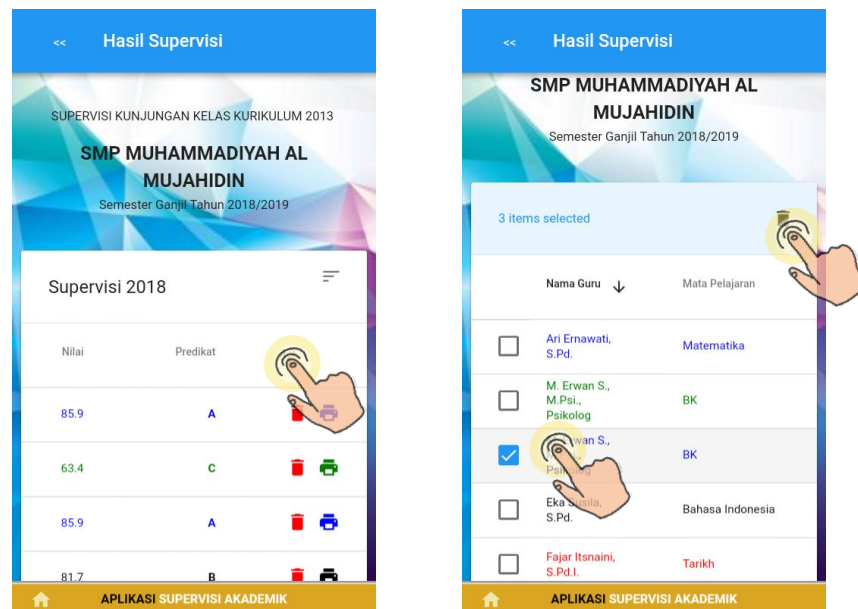 << Hasil Supervisi
SUPERVISI KUNJUNGAN KELAS KURIKULUM 2013
SMP MUHAMMADIYAH AL
MUJAHIDIN
Semester Ganjil Tahun 2018/2019
Supervisi 2018
Nilai Predikat
85.9 A
63.4 C
85.9 A
81.7 B
APLIKASI SUPERVISI AKADEMIK
<< Hasil Supervisi
SMP MUHAMMADIYAH AL
MUJAHIDIN
Semester Ganjil Tahun 2018/2019
3 items selected
Nama Guru Mata Pelajaran
Ari Ernawati,
S.Pd.
Matematika
M. Erwan S.,
M.Psi.,
Psikolog
BK
S.,
BK
Eka Susila,
S.Pd.
Bahasa Indonesia
Fajar Itsnaini,
S.Pd.I.
Tarikh
APLIKASI SUPERVISI AKADEMIK